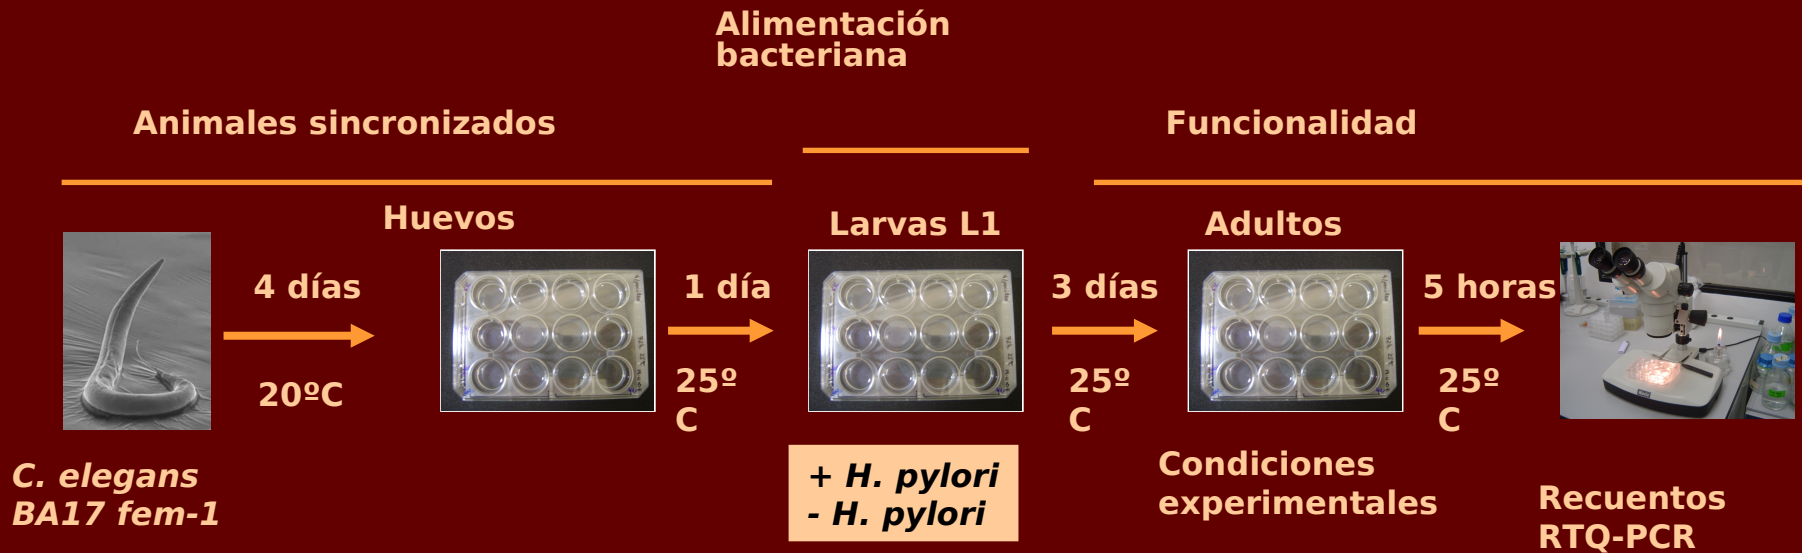 Alimentación
bacteriana
Animales sincronizados
Funcionalidad
Huevos
Larvas L1
Adultos
4 días
1 día
3 días
5 horas
20ºC
25º
C
25º
C
25º
C
C. elegans
BA17 fem-1
+ H. pylori
- H. pylori
Condiciones
experimentales
Recuentos
RTQ-PCR